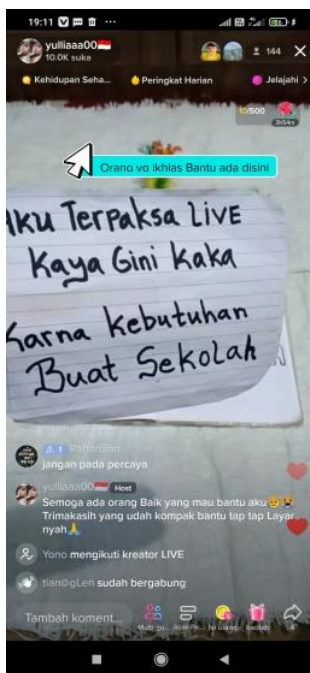 19:11
yulliaaa00🇮🇩
10.0K suka
144
Kehidupan Seha...
Peringkat Harian
Jelajahi >
10/500
Orang yg ikhlas Bantu ada disini
Aku Terpaksa LIVE
Kaya Gini Kaka
Karna Kebutuhan
Buat Sekolah
jangan pada percaya
yulliaaa00🇮🇩 Host
Semoga ada orang Baik yang mau bantu aku
Trimakasih yang udah kompak bantu tap tap Layar
nyah🙏
Yono mengikuti kreator LIVE
tian@gLen sudah bergabung
Tambah koment...
4